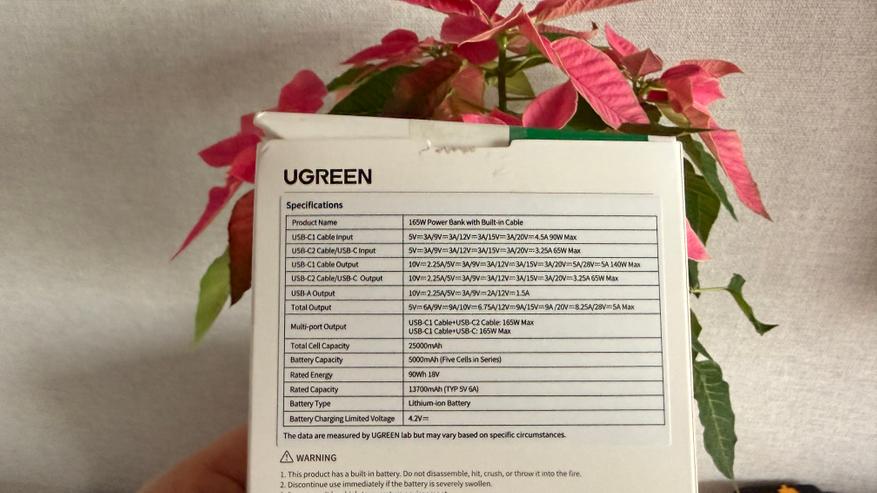 UGREEN
Specifications
Product Name 165W Power Bank with Built-in Cable
USB-C1 Cable Input 5V⎓3A/9V⎓3A/12V⎓3A/15V⎓3A/20V⎓4.5A 90W Max
USB-C2 Cable/USB-C Input 5V⎓3A/9V⎓3A/12V⎓3A/15V⎓3A/20V⎓3.25A 65W Max
USB-C1 Cable Output 10V⎓2.25A/5V⎓3A/9V⎓3A/12V⎓3A/15V⎓3A/20V⎓5A/28V⎓5A 140W Max
USB-C2 Cable/USB-C Output 10V⎓2.25A/5V⎓3A/9V⎓3A/12V⎓3A/15V⎓3A/20V⎓3.25A 65W Max
USB-A Output 10V⎓2.25A/5V⎓3A/9V⎓2A/12V⎓1.5A
Total Output 5V⎓6A/9V⎓9A/10V⎓6.75A/12V⎓9A/15V⎓9A /20V⎓8.25A/28V⎓5A Max
Multi-port Output USB-C1 Cable+USB-C2 Cable: 165W Max
USB-C1 Cable+USB-C: 165W Max
Total Cell Capacity 25000mAh
Battery Capacity 5000mAh (Five Cells in Series)
Rated Energy 90Wh 18V
Rated Capacity 13700mAh (TYP 5V 6A)
Battery Type Lithium-ion Battery
Battery Charging Limited Voltage 4.2V⎓
The data are measured by UGREEN lab but may vary based on specific circumstances.
WARNING
1. This product has a built-in battery. Do not disassemble, hit, crush, or throw it into the fire.
2. Discontinue use immediately if the battery is severely swollen.